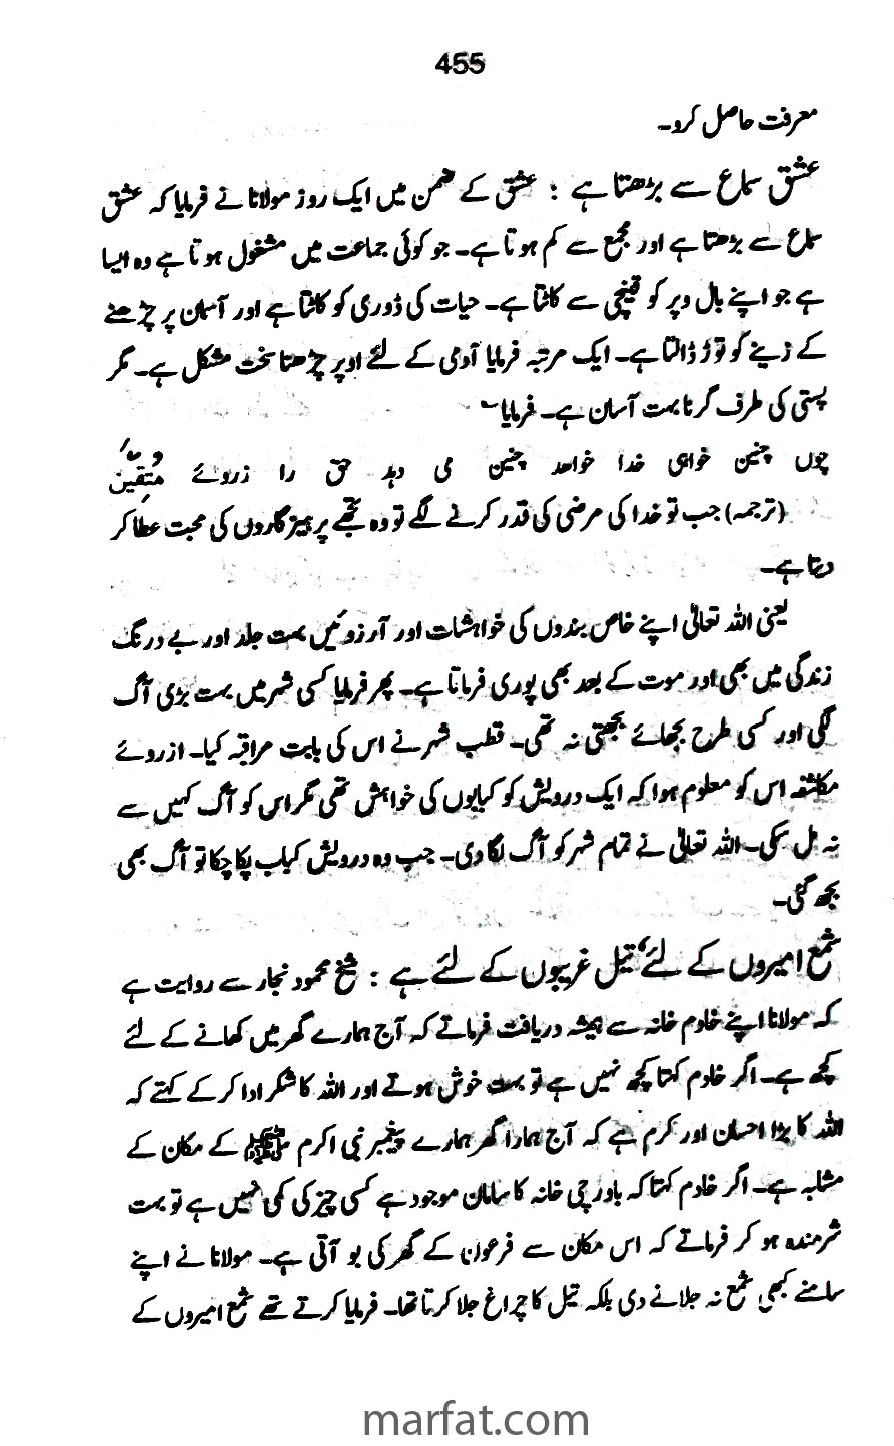 455
معرفت حاصل کرو۔
عشق سماع سے بڑھتا ہے : عشق کے ضمن میں ایک روز مولانا نے فرمایا کہ عشق
سماع سے بڑھتا ہے اور مجمع سے کم ہوتا ہے۔ جو کوئی جماعت میں مشغول ہوتا ہے وہ ایسا
ہے جو اپنے بال و پر کو قینچی سے کاٹتا ہے۔ حیات کی ڈوری کو کاٹتا ہے اور آسمان پر چڑھنے
کے زینے کو توڑ ڈالتا ہے۔ ایک مرتبہ فرمایا آدمی کے لئے اوپر چڑھنا سخت مشکل ہے۔ مگر
پستی کی طرف گرنا بہت آسان ہے۔ فرمایا؎
چوں چنین خواہی خدا خواہد چنین می دہد حق را زروئے متقین
(ترجمہ) جب تو خدا کی مرضی کی قدر کرنے لگے تو وہ تجھے پرہیزگاروں کی محبت عطا کر
دیتا ہے۔
یعنی اللہ تعالیٰ اپنے خاص بندوں کی خواہشات اور آرزوئیں بہت جلد اور بے درنگ
زندگی میں بھی اور موت کے بعد بھی پوری فرماتا ہے۔ پھر فرمایا کسی شہر میں بہت بڑی آگ
لگی اور کسی طرح بجھائے بجھتی نہ تھی۔ قطب شہر نے اس کی بابت مراقبہ کیا۔ ازروئے
مکاشفہ اس کو معلوم ہوا کہ ایک درویش کو کبابوں کی خواہش تھی مگر اس کو آگ کہیں سے
نہ مل سکی۔ اللہ تعالیٰ نے تمام شہر کو آگ لگا دی۔ جب وہ درویش کباب پکا چکا تو آگ بھی
بجھ گئی۔
شمع امیروں کے لئے، تیل غریبوں کے لئے ہے : شیخ محمود نجار سے روایت ہے
کہ مولانا اپنے خادم خانہ سے ہمیشہ دریافت فرماتے کہ آج ہمارے گھر میں کھانے کے لئے
کچھ ہے۔ اگر خادم کہتا کچھ نہیں ہے تو بہت خوش ہوتے اور اللہ کا شکر ادا کر کے کہتے کہ
اللہ کا بڑا احسان اور کرم ہے کہ آج ہمارا گھر ہمارے پیغمبر نبی اکرم ﷺ کے مکان کے
مشابہ ہے۔ اگر خادم کہتا کہ باورچی خانہ کا سامان موجود ہے کسی چیز کی کمی نہیں ہے تو بہت
شرمندہ ہو کر فرماتے کہ اس مکان سے فرعون کے گھر کی بو آتی ہے۔ مولانا نے اپنے
سامنے کبھی شمع نہ جلانے دی بلکہ تیل کا چراغ جلا کرتا تھا۔ فرمایا کرتے تھے شمع امیروں کے
marfat.com